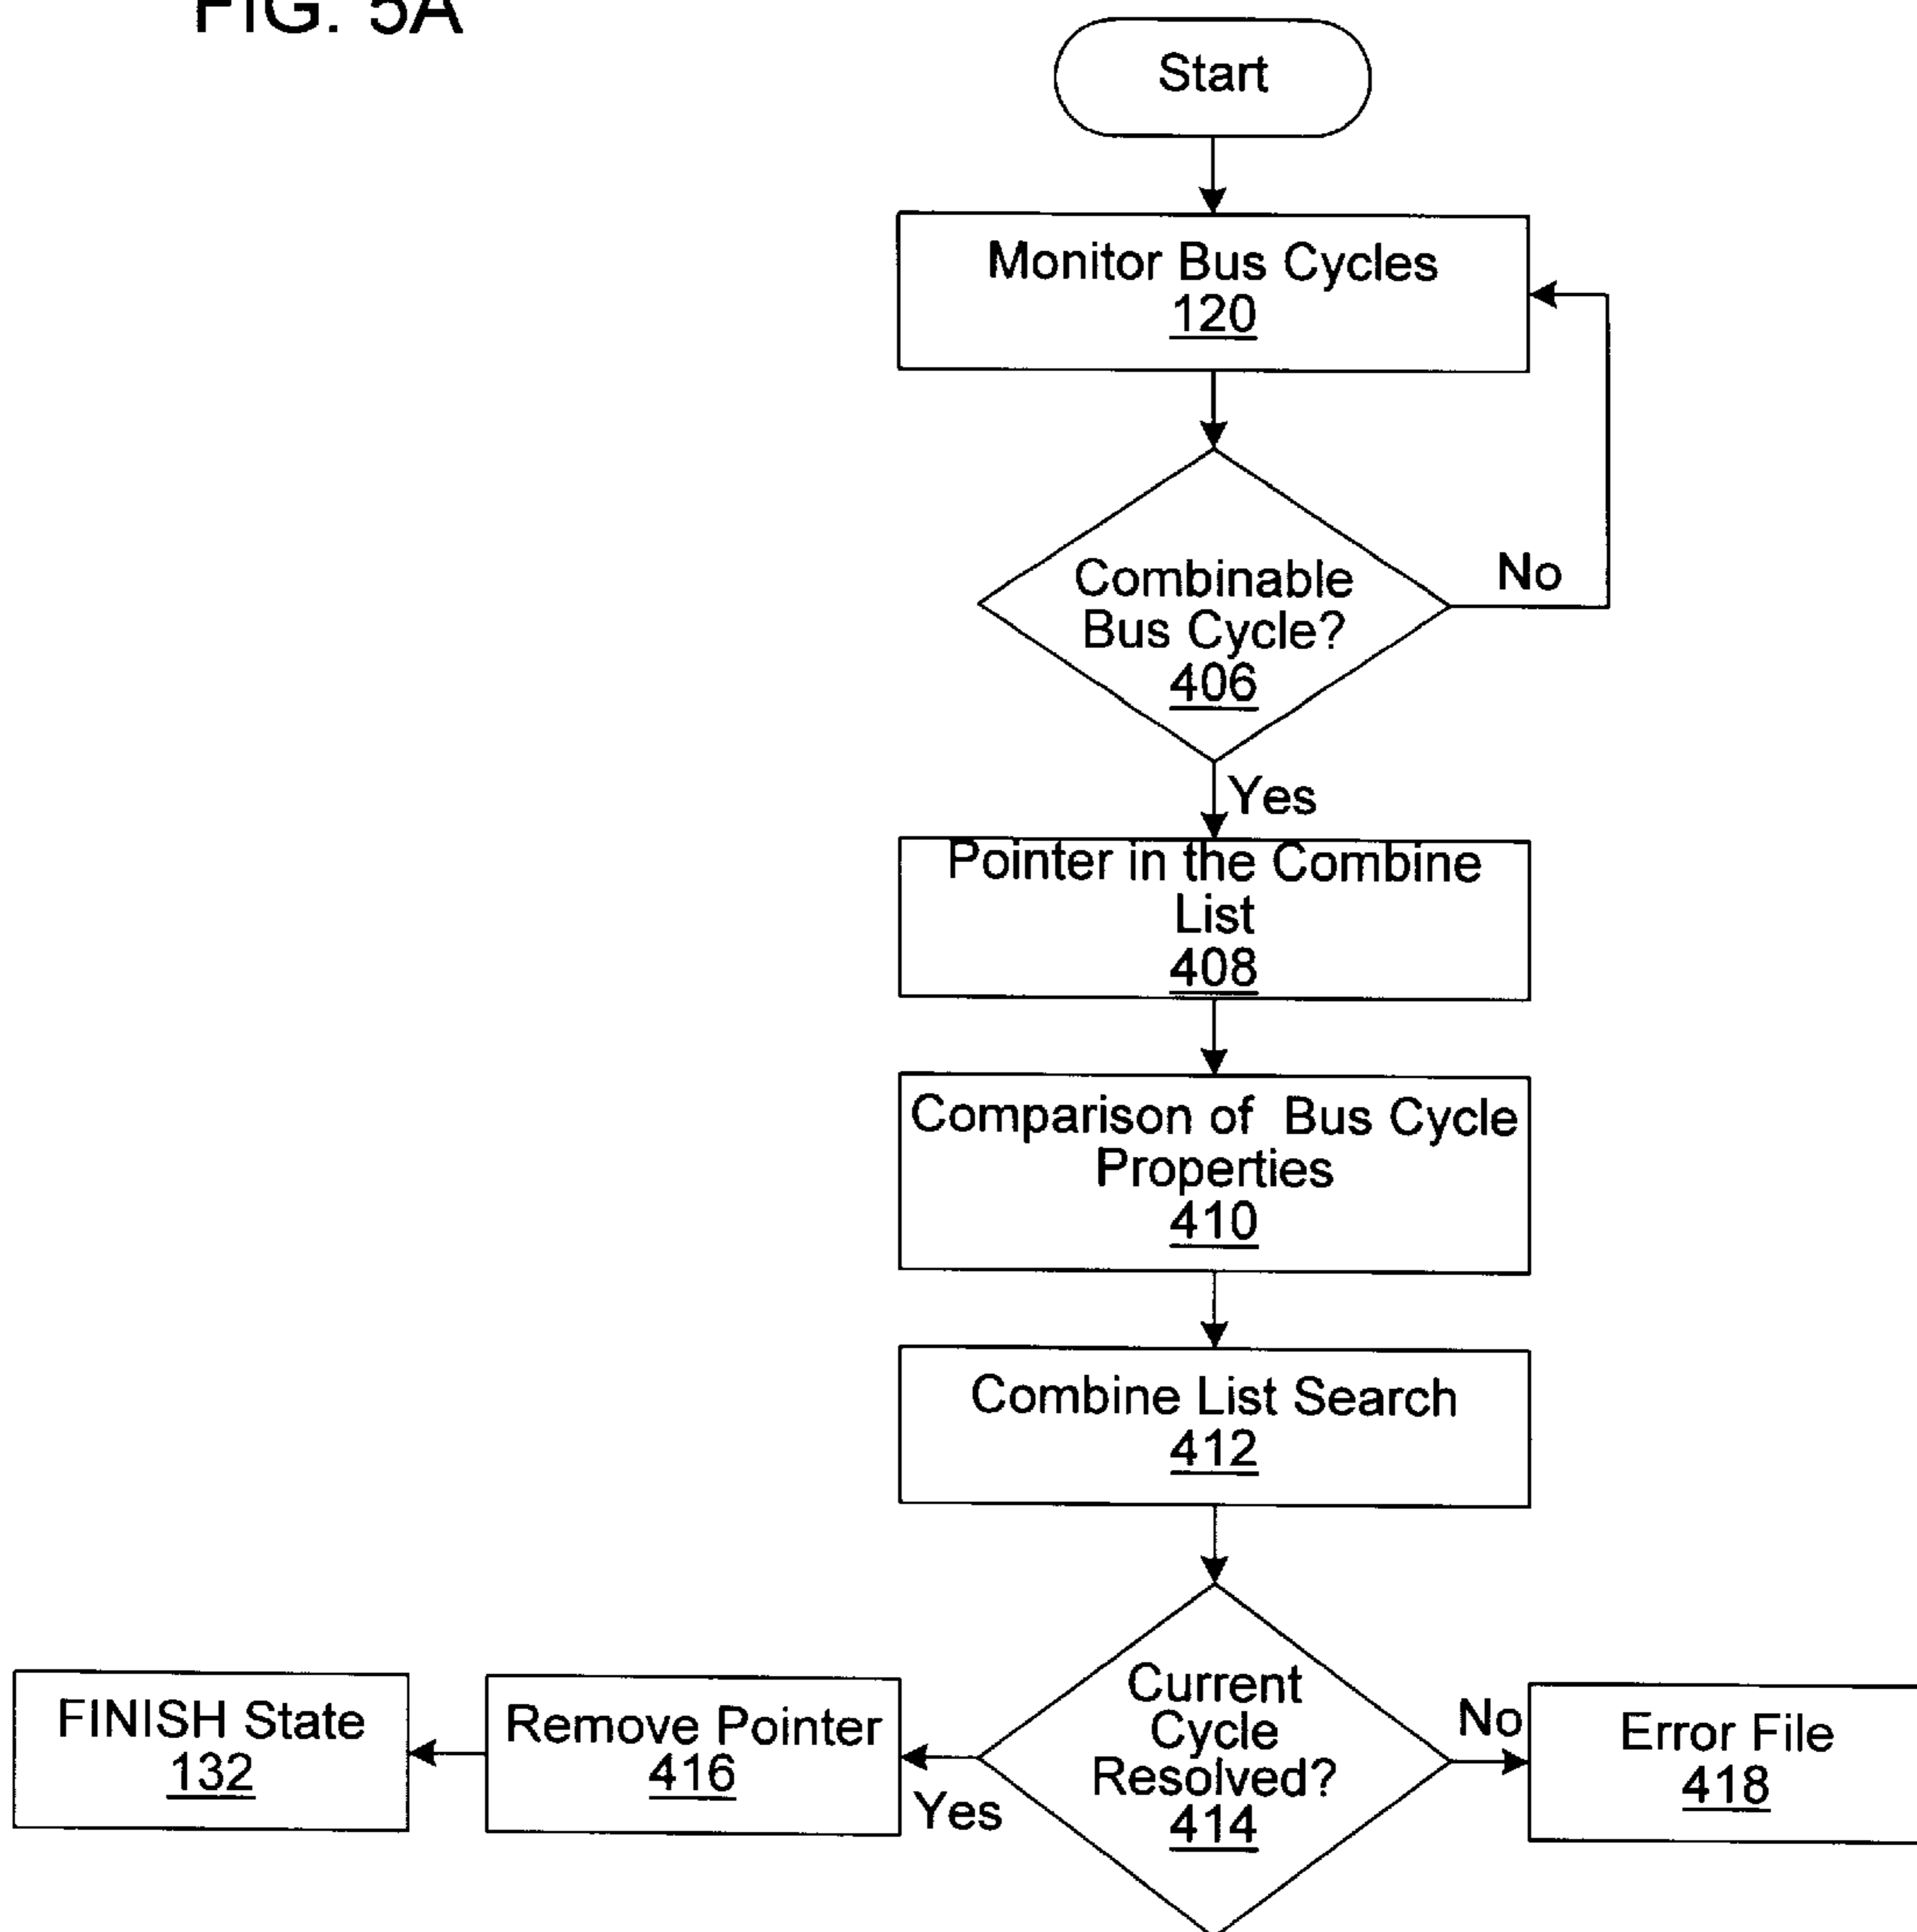 FIG. 5A
Start
Monitor Bus Cycles
120
Combinable
Bus Cycle?
406
No
Yes
Pointer in the Combine
List
408
Comparison of Bus Cycle
Properties
410
Combine List Search
412
Current
Cycle
Resolved?
414
Yes
No
Remove Pointer
416
FINISH State
132
Error File
418